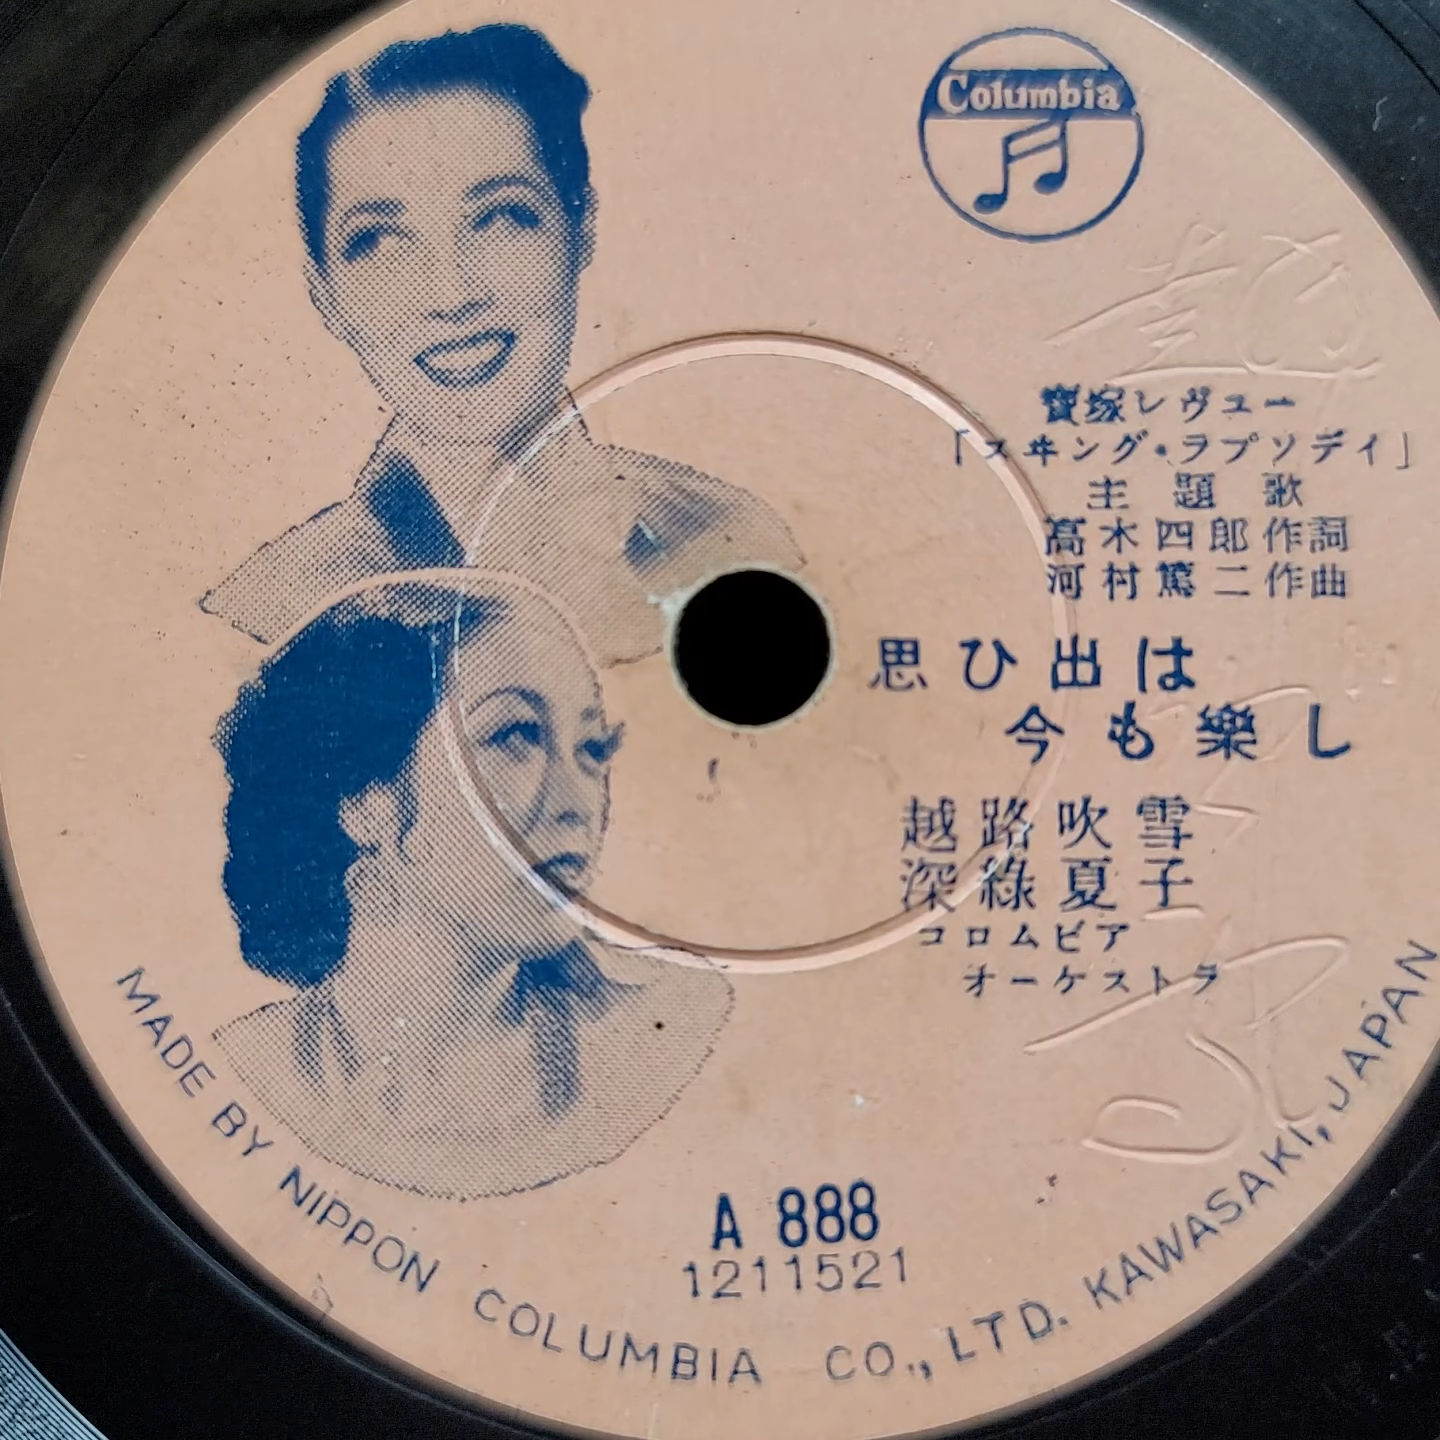 Columbia
寶塚レヴュー
「スヰング・ラプソディ」
主題歌
高木四郎作詞
河村篤二作曲
思ひ出は
今も樂し
越路吹雪
深綠夏子
コロムビア
オーケストラ
A 888
1211521
MADE BY NIPPON COLUMBIA CO., LTD. KAWASAKI, JAPAN